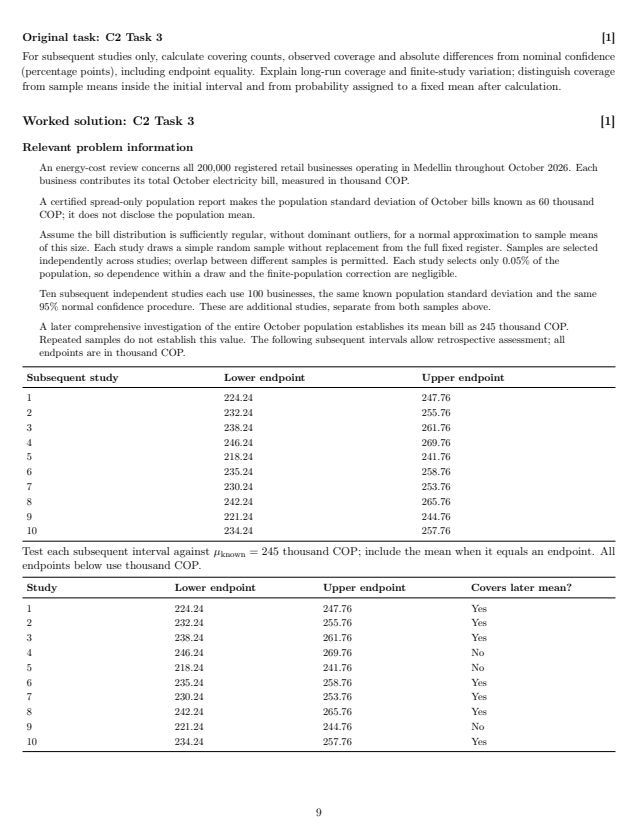 Original task: C2 Task 3 [1]
For subsequent studies only, calculate covering counts, observed coverage and absolute differences from nominal confidence
(percentage points), including endpoint equality. Explain long-run coverage and finite-study variation; distinguish coverage
from sample means inside the initial interval and from probability assigned to a fixed mean after calculation.
Worked solution: C2 Task 3 [1]
Relevant problem information
An energy-cost review concerns all 200,000 registered retail businesses operating in Medellin throughout October 2026. Each
business contributes its total October electricity bill, measured in thousand COP.
A certified spread-only population report makes the population standard deviation of October bills known as 60 thousand
COP; it does not disclose the population mean.
Assume the bill distribution is sufficiently regular, without dominant outliers, for a normal approximation to sample means
of this size. Each study draws a simple random sample without replacement from the full fixed register. Samples are selected
independently across studies; overlap between different samples is permitted. Each study selects only 0.05% of the
population, so dependence within a draw and the finite-population correction are negligible.
Ten subsequent independent studies each use 100 businesses, the same known population standard deviation and the same
95% normal confidence procedure. These are additional studies, separate from both samples above.
A later comprehensive investigation of the entire October population establishes its mean bill as 245 thousand COP.
Repeated samples do not establish this value. The following subsequent intervals allow retrospective assessment; all
endpoints are in thousand COP.
Subsequent study Lower endpoint Upper endpoint
1 224.24 247.76
2 232.24 255.76
3 238.24 261.76
4 246.24 269.76
5 218.24 241.76
6 235.24 258.76
7 230.24 253.76
8 242.24 265.76
9 221.24 244.76
10 234.24 257.76
Test each subsequent interval against μknown = 245 thousand COP; include the mean when it equals an endpoint. All
endpoints below use thousand COP.
Study Lower endpoint Upper endpoint Covers later mean?
1 224.24 247.76 Yes
2 232.24 255.76 Yes
3 238.24 261.76 Yes
4 246.24 269.76 No
5 218.24 241.76 No
6 235.24 258.76 Yes
7 230.24 253.76 Yes
8 242.24 265.76 Yes
9 221.24 244.76 No
10 234.24 257.76 Yes
9